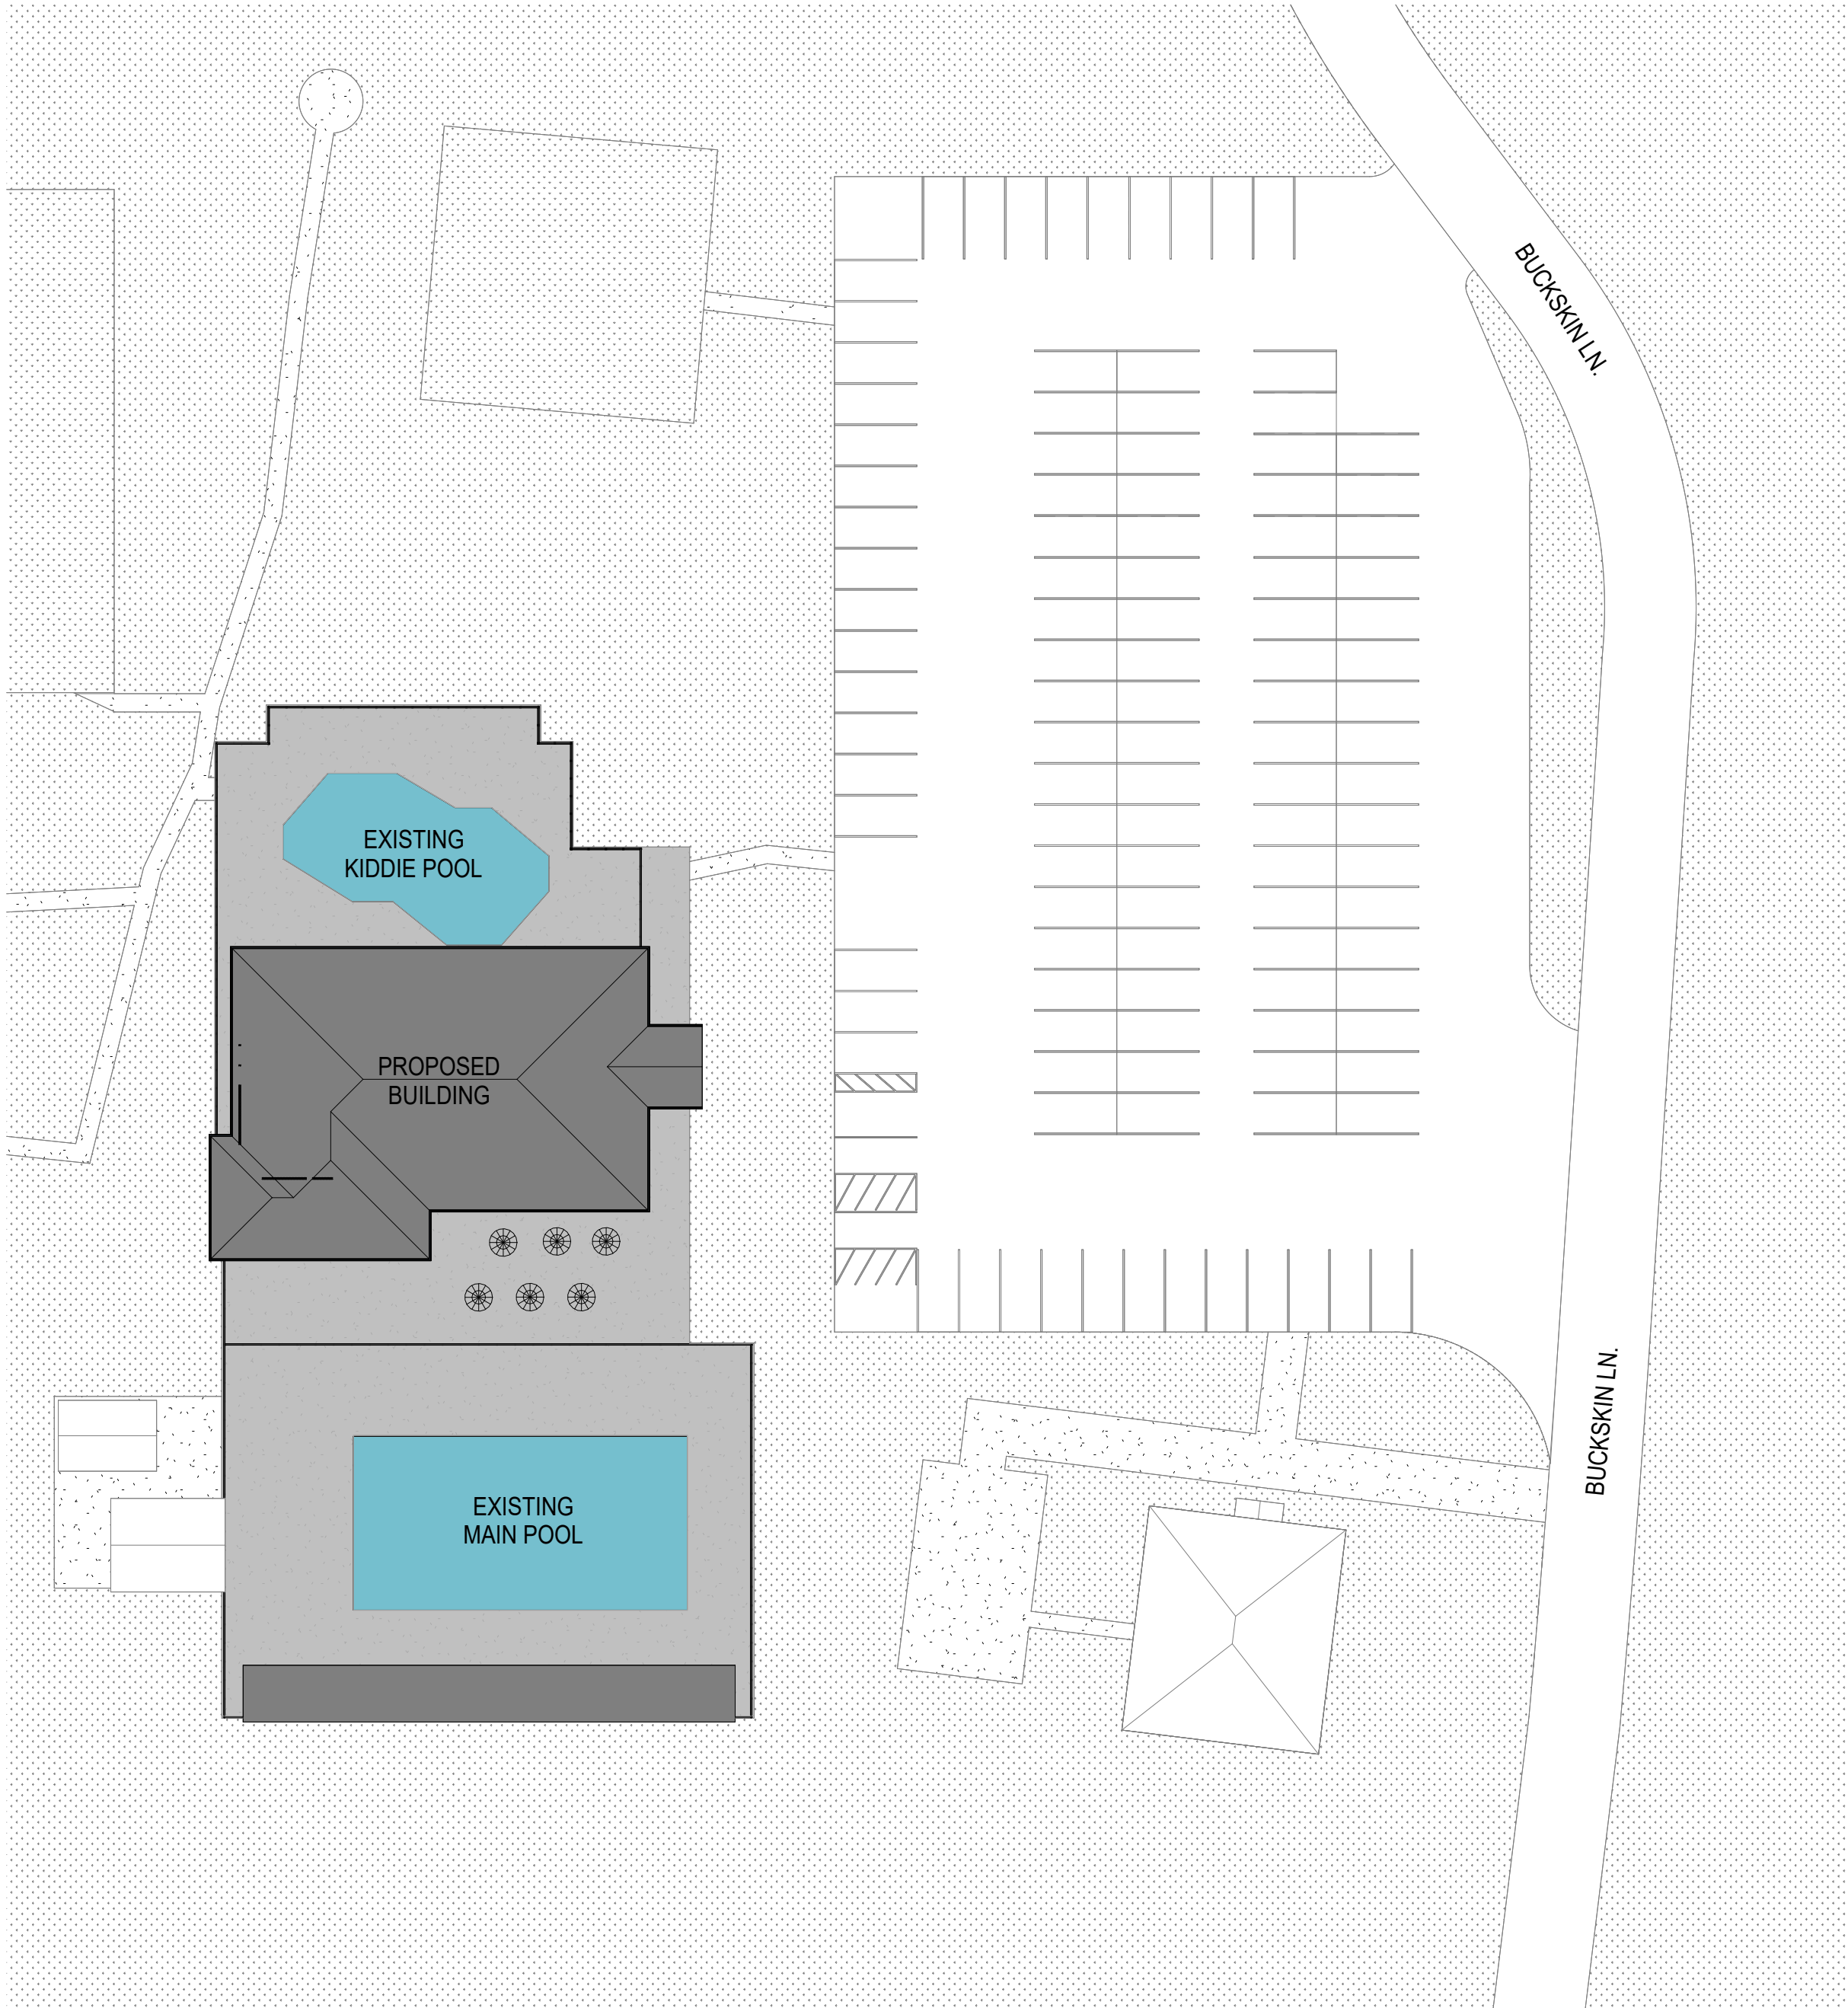 BUCKSKIN LN.
EXISTING
KIDDIE POOL
PROPOSED
BUILDING
BUCKSKIN LN.
EXISTING
MAIN POOL